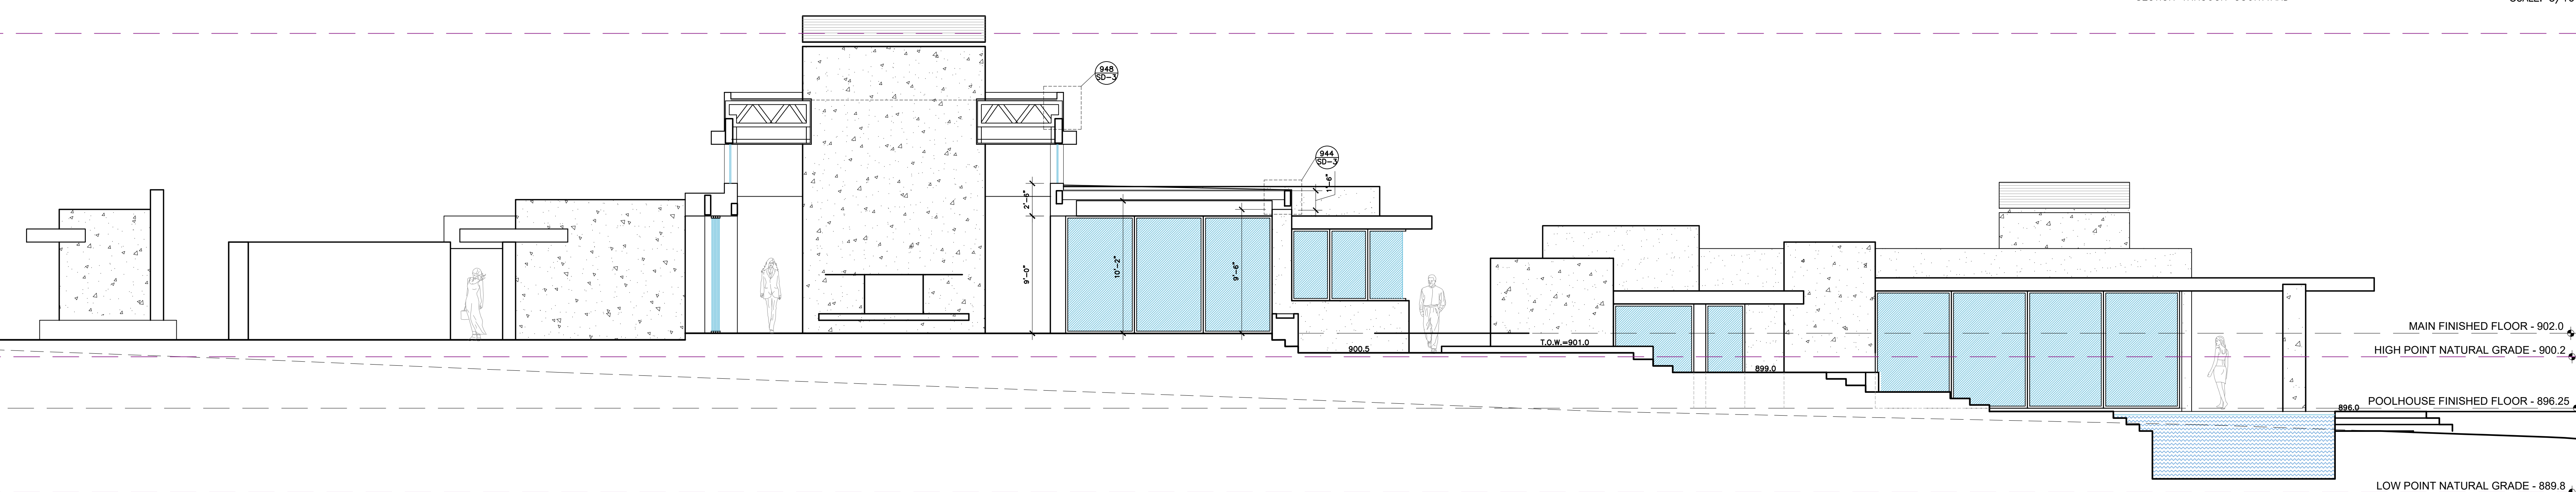 948
SD-3
944
SD-3
1'-6"
2'-6"
9'-0"
10'-2"
9'-6"
MAIN FINISHED FLOOR - 902.0
T.O.W.=901.0
900.5
HIGH POINT NATURAL GRADE - 900.2
899.0
POOLHOUSE FINISHED FLOOR - 896.25
896.0
LOW POINT NATURAL GRADE - 889.8